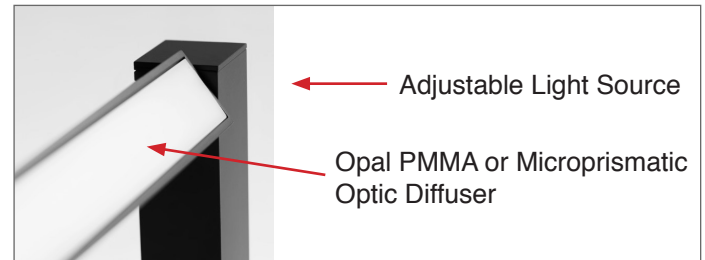 Adjustable Light Source
Opal PMMA or Microprismatic
Optic Diffuser